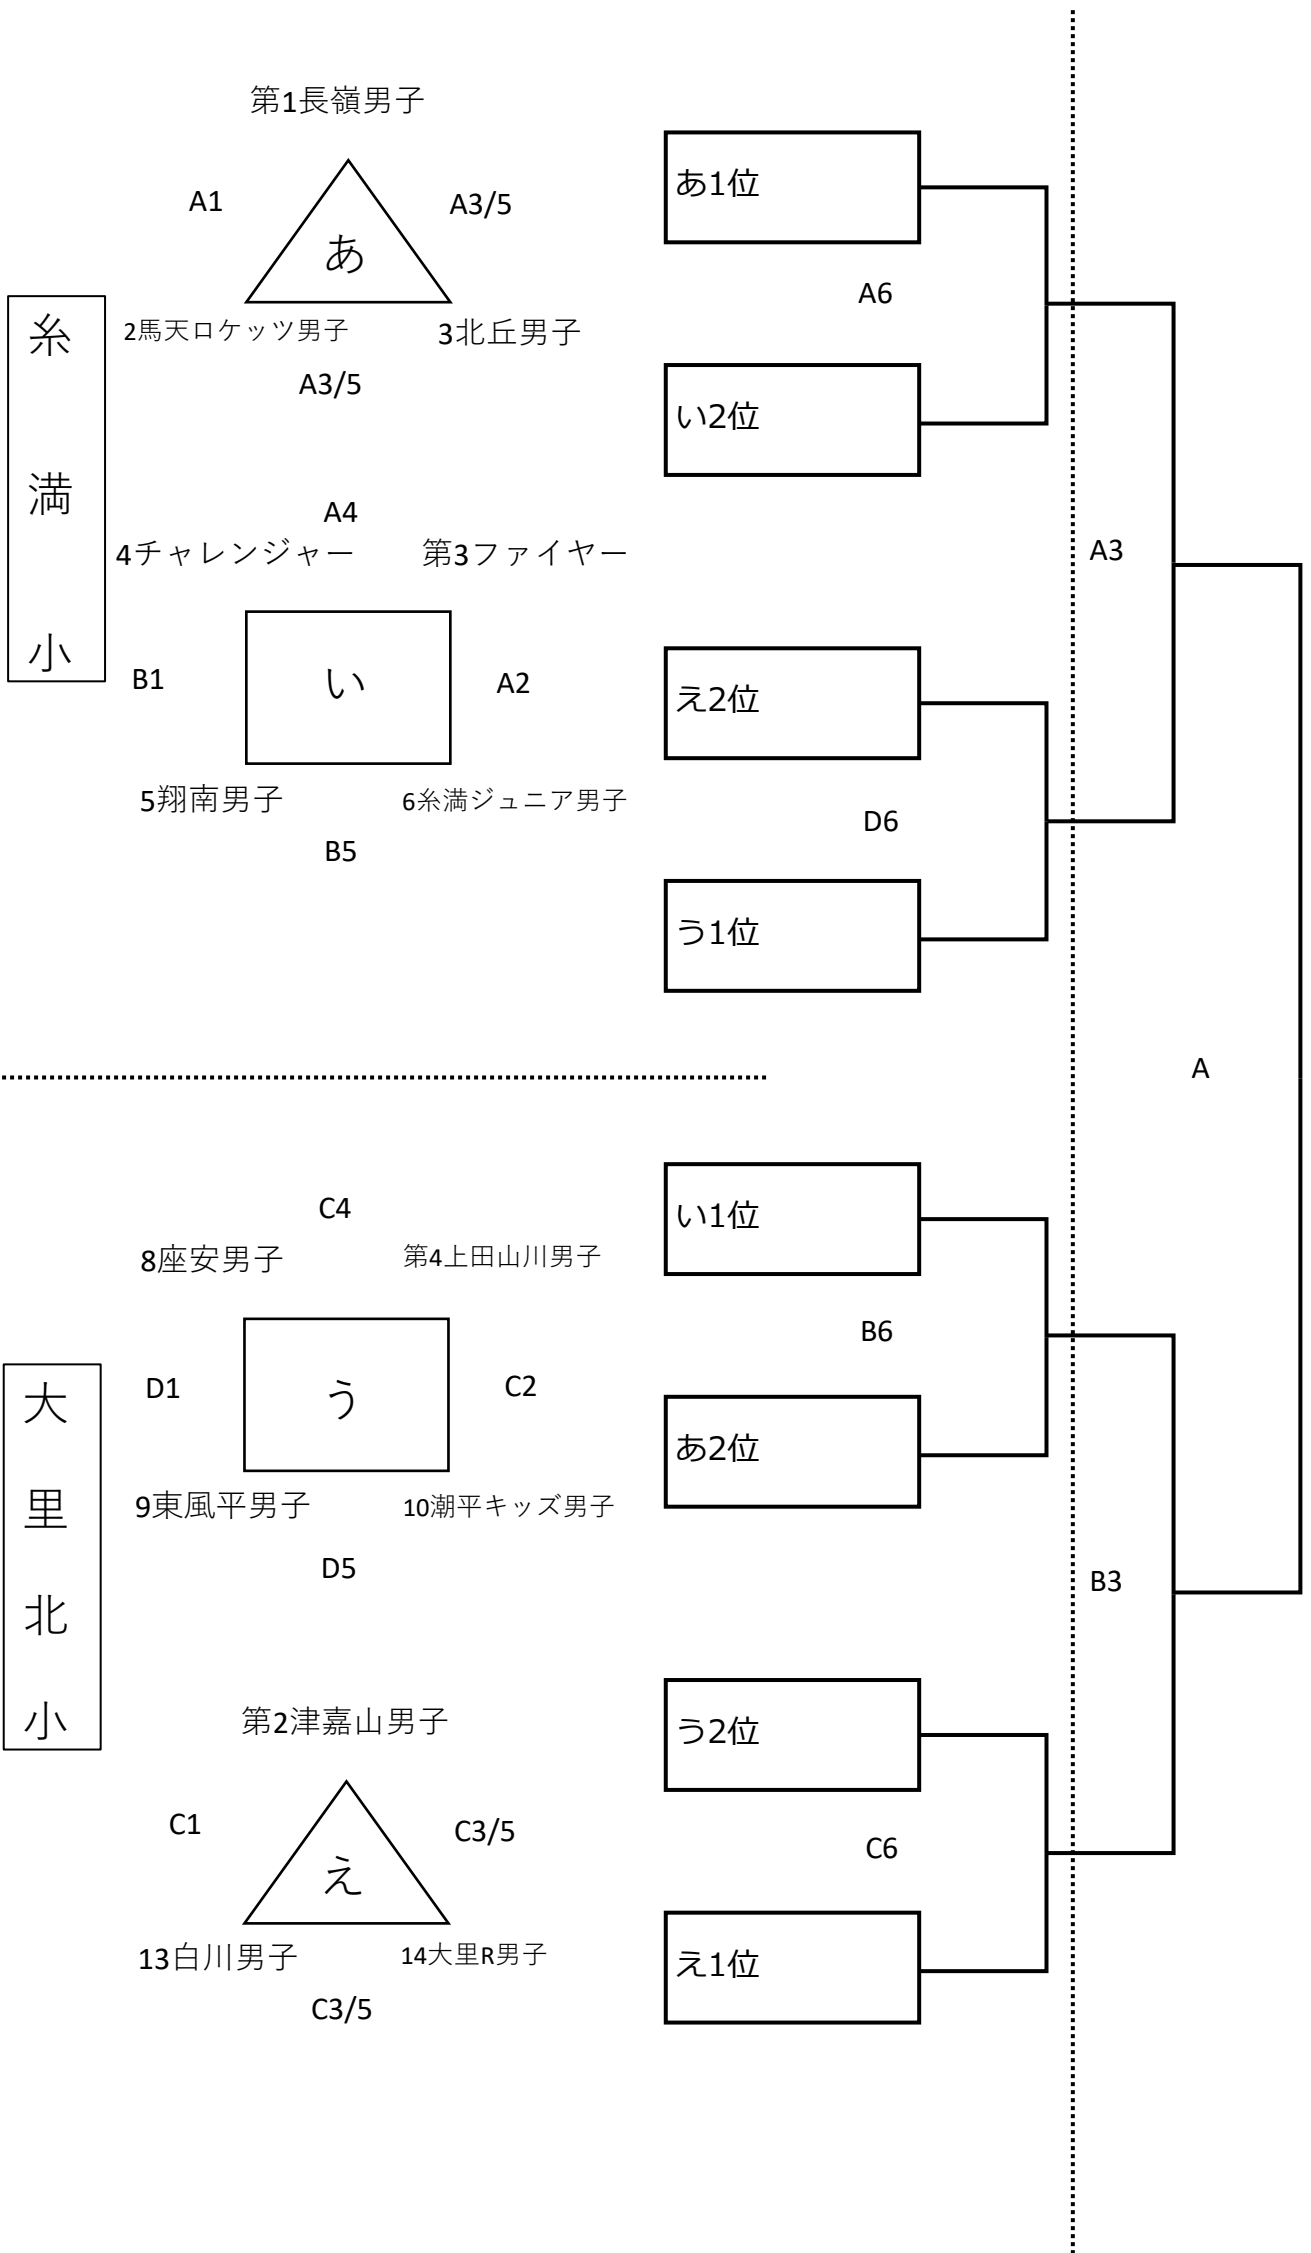 第1長嶺男子
A1
A3/5
あ
2馬天ロケッツ男子
3北丘男子
A3/5
糸満小
A4
4チャレンジャー
第3ファイヤー
B1
い
A2
5翔南男子
6糸満ジュニア男子
B5
あ1位
A6
い2位
A3
え2位
D6
う1位
A
C4
8座安男子
第4上田山川男子
D1
う
C2
大里北小
9東風平男子
10潮平キッズ男子
D5
第2津嘉山男子
C1
C3/5
え
13白川男子
14大里R男子
C3/5
い1位
B6
あ2位
B3
う2位
C6
え1位